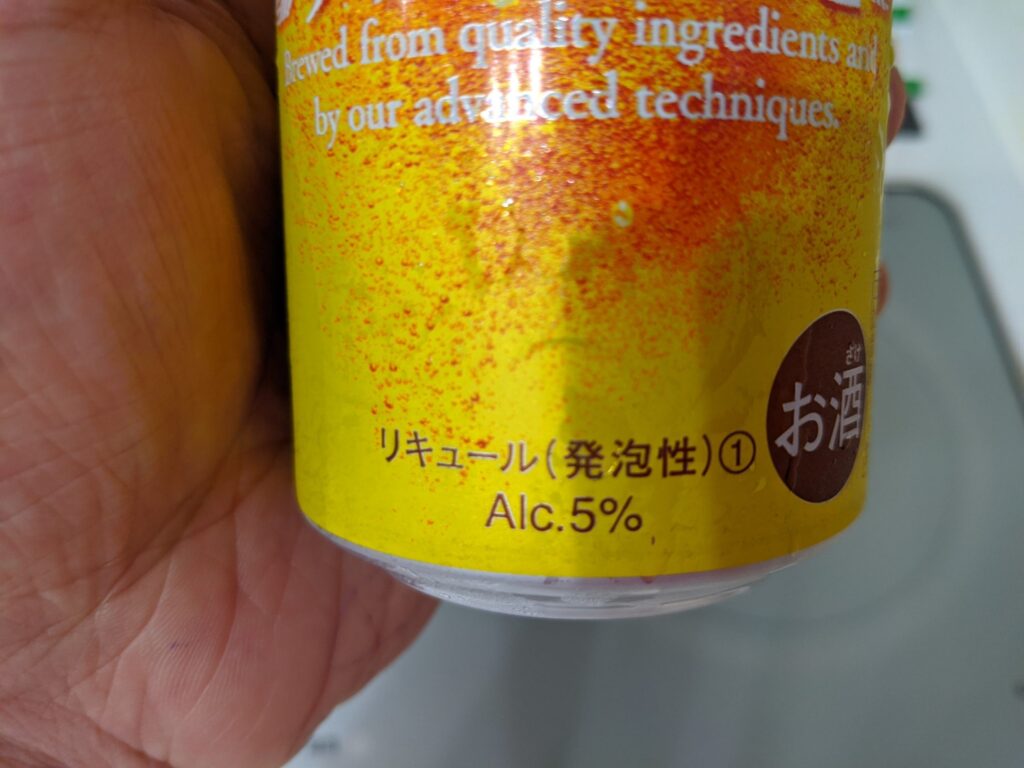 Brewed from quality ingredients and
by our advanced techniques.
ざけ
お酒
リキュール(発泡性)①
Alc.5%